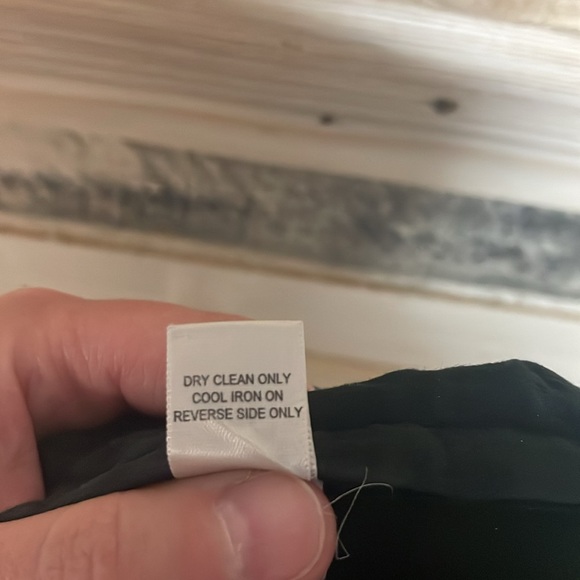 DRY CLEAN ONLY
COOL IRON ON
REVERSE SIDE ONLY